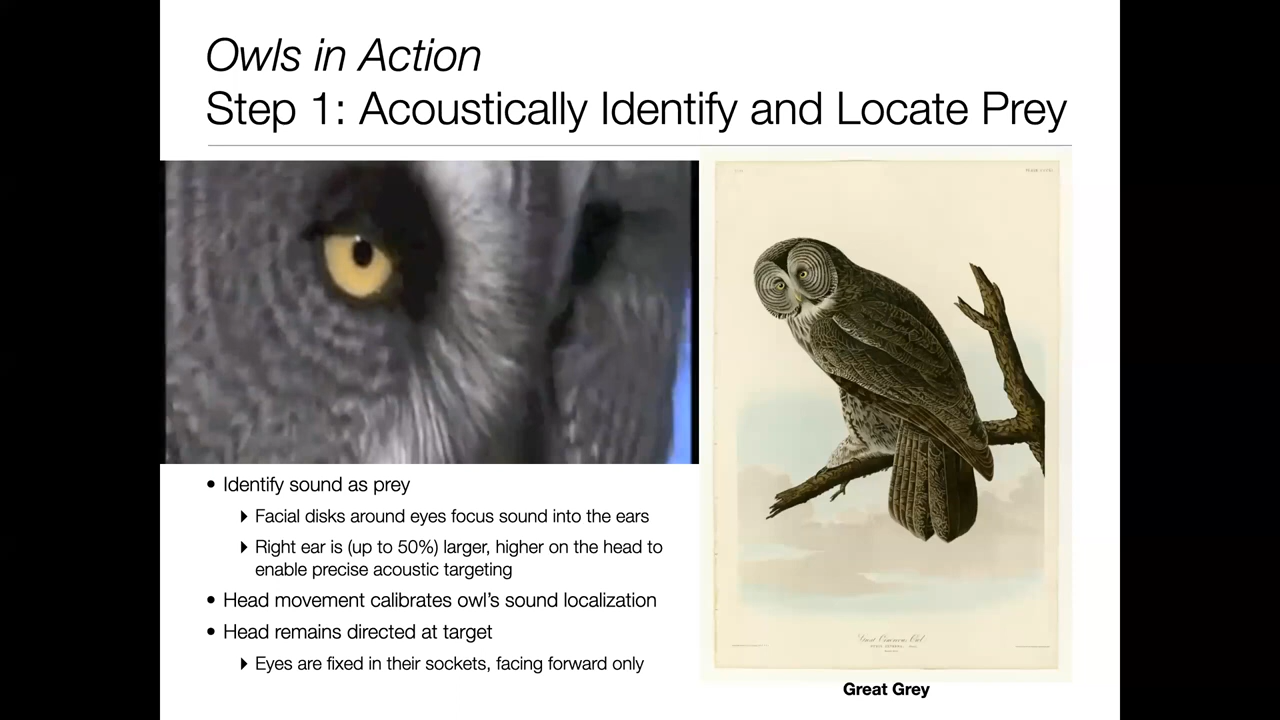 Owls in Action
Step 1: Acoustically Identify and Locate Prey
• Identify sound as prey
Facial disks around eyes focus sound into the ears
Right ear is (up to 50%) larger, higher on the head to
enable precise acoustic targeting
• Head movement calibrates owl’s sound localization
• Head remains directed at target
Eyes are fixed in their sockets, facing forward only
Great Grey